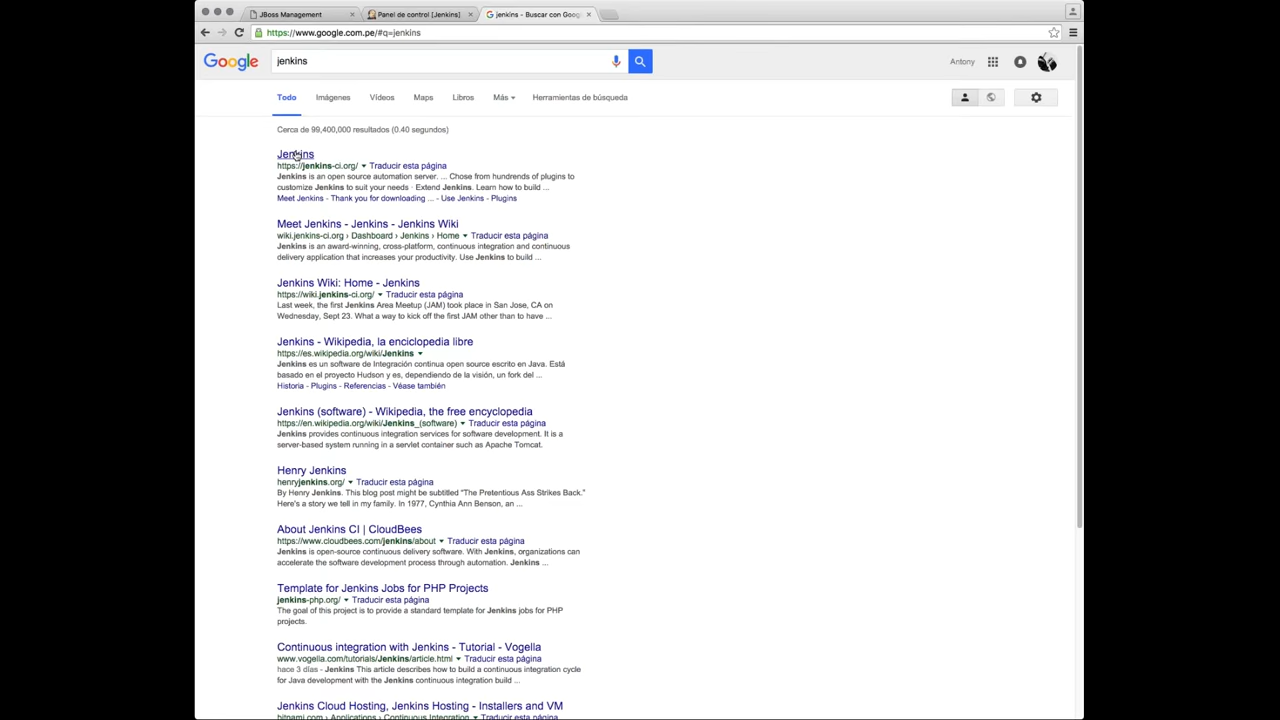 JBoss Management
Panel de control [Jenkins]
jenkins - Buscar con Goog
https://www.google.com.pe/#q=jenkins
Google
jenkins
Antony
Todo
Imágenes
Vídeos
Maps
Libros
Más
Herramientas de búsqueda
Cerca de 99,400,000 resultados (0.40 segundos)
Jenkins
https://jenkins-ci.org/ Traducir esta página
Jenkins is an open source automation server. ... Chose from hundreds of plugins to
customize Jenkins to suit your needs · Extend Jenkins. Learn how to build ...
Meet Jenkins - Thank you for downloading ... - Use Jenkins - Plugins
Meet Jenkins - Jenkins - Jenkins Wiki
wiki.jenkins-ci.org › Dashboard › Jenkins › Home Traducir esta página
Jenkins is an award-winning, cross-platform, continuous integration and continuous
delivery application that increases your productivity. Use Jenkins to build ...
Jenkins Wiki: Home - Jenkins
https://wiki.jenkins-ci.org/ Traducir esta página
Last week, the first Jenkins Area Meetup (JAM) took place in San Jose, CA on
Wednesday, Sept 23. What a way to kick off the first JAM other than to have ...
Jenkins - Wikipedia, la enciclopedia libre
https://es.wikipedia.org/wiki/Jenkins
Jenkins es un software de Integración continua open source escrito en Java. Está
basado en el proyecto Hudson y es, dependiendo de la visión, un fork del ...
Historia - Plugins - Referencias - Véase también
Jenkins (software) - Wikipedia, the free encyclopedia
https://en.wikipedia.org/wiki/Jenkins_(software) Traducir esta página
Jenkins provides continuous integration services for software development. It is a
server-based system running in a servlet container such as Apache Tomcat.
Henry Jenkins
henryjenkins.org/ Traducir esta página
By Henry Jenkins. This blog post might be subtitled "The Pretentious Ass Strikes Back."
Here's a story we tell in my family. In 1977, Cynthia Ann Benson, an ...
About Jenkins CI | CloudBees
https://www.cloudbees.com/jenkins/about Traducir esta página
Jenkins is open-source continuous delivery software. With Jenkins, organizations can
accelerate the software development process through automation. Jenkins ...
Template for Jenkins Jobs for PHP Projects
jenkins-php.org/ Traducir esta página
The goal of this project is to provide a standard template for Jenkins jobs for PHP
projects.
Continuous integration with Jenkins - Tutorial - Vogella
www.vogella.com/tutorials/Jenkins/article.html Traducir esta página
hace 3 días - Jenkins This article describes how to build a continuous integration cycle
for Java development with the Jenkins continuous integration build ...
Jenkins Cloud Hosting, Jenkins Hosting - Installers and VM
bitnami.com › Applications › Continuous Integration Traducir esta página